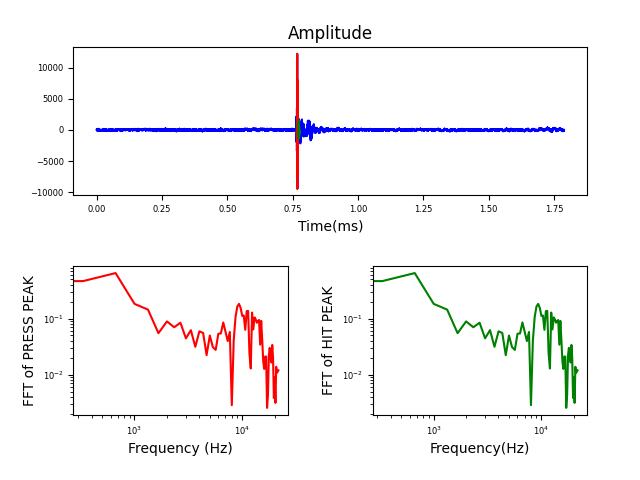 Amplitude
10000
5000
0
−5000
−10000
0.00 0.25 0.50 0.75 1.00 1.25 1.50 1.75
Time(ms)
FFT of PRESS PEAK
10⁻¹
10⁻²
10³ 10⁴
Frequency (Hz)
FFT of HIT PEAK
10⁻¹
10⁻²
10³ 10⁴
Frequency(Hz)